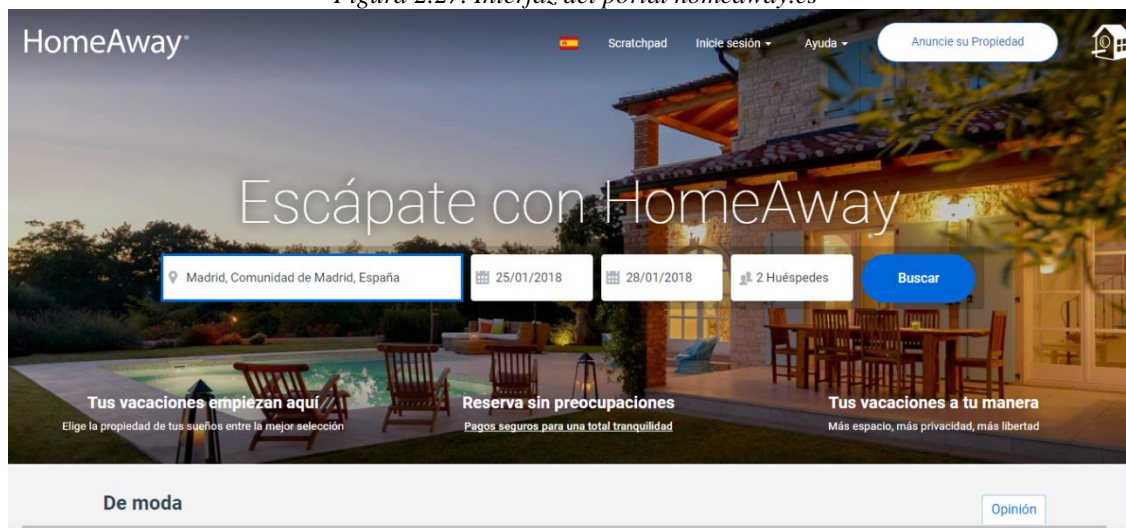 Figura 2.27. Interfaz del portal homeaway.es
HomeAway
Scratchpad Inicie sesión Ayuda Anuncie su Propiedad
Escápate con HomeAway
Madrid, Comunidad de Madrid, España 25/01/2018 28/01/2018 2 Huéspedes Buscar
Tus vacaciones empiezan aquí Reserva sin preocupaciones Tus vacaciones a tu manera
Elige la propiedad de tus sueños entre la mejor selección Pagos seguros para una total tranquilidad Más espacio, más privacidad, más libertad
De moda
Opinión